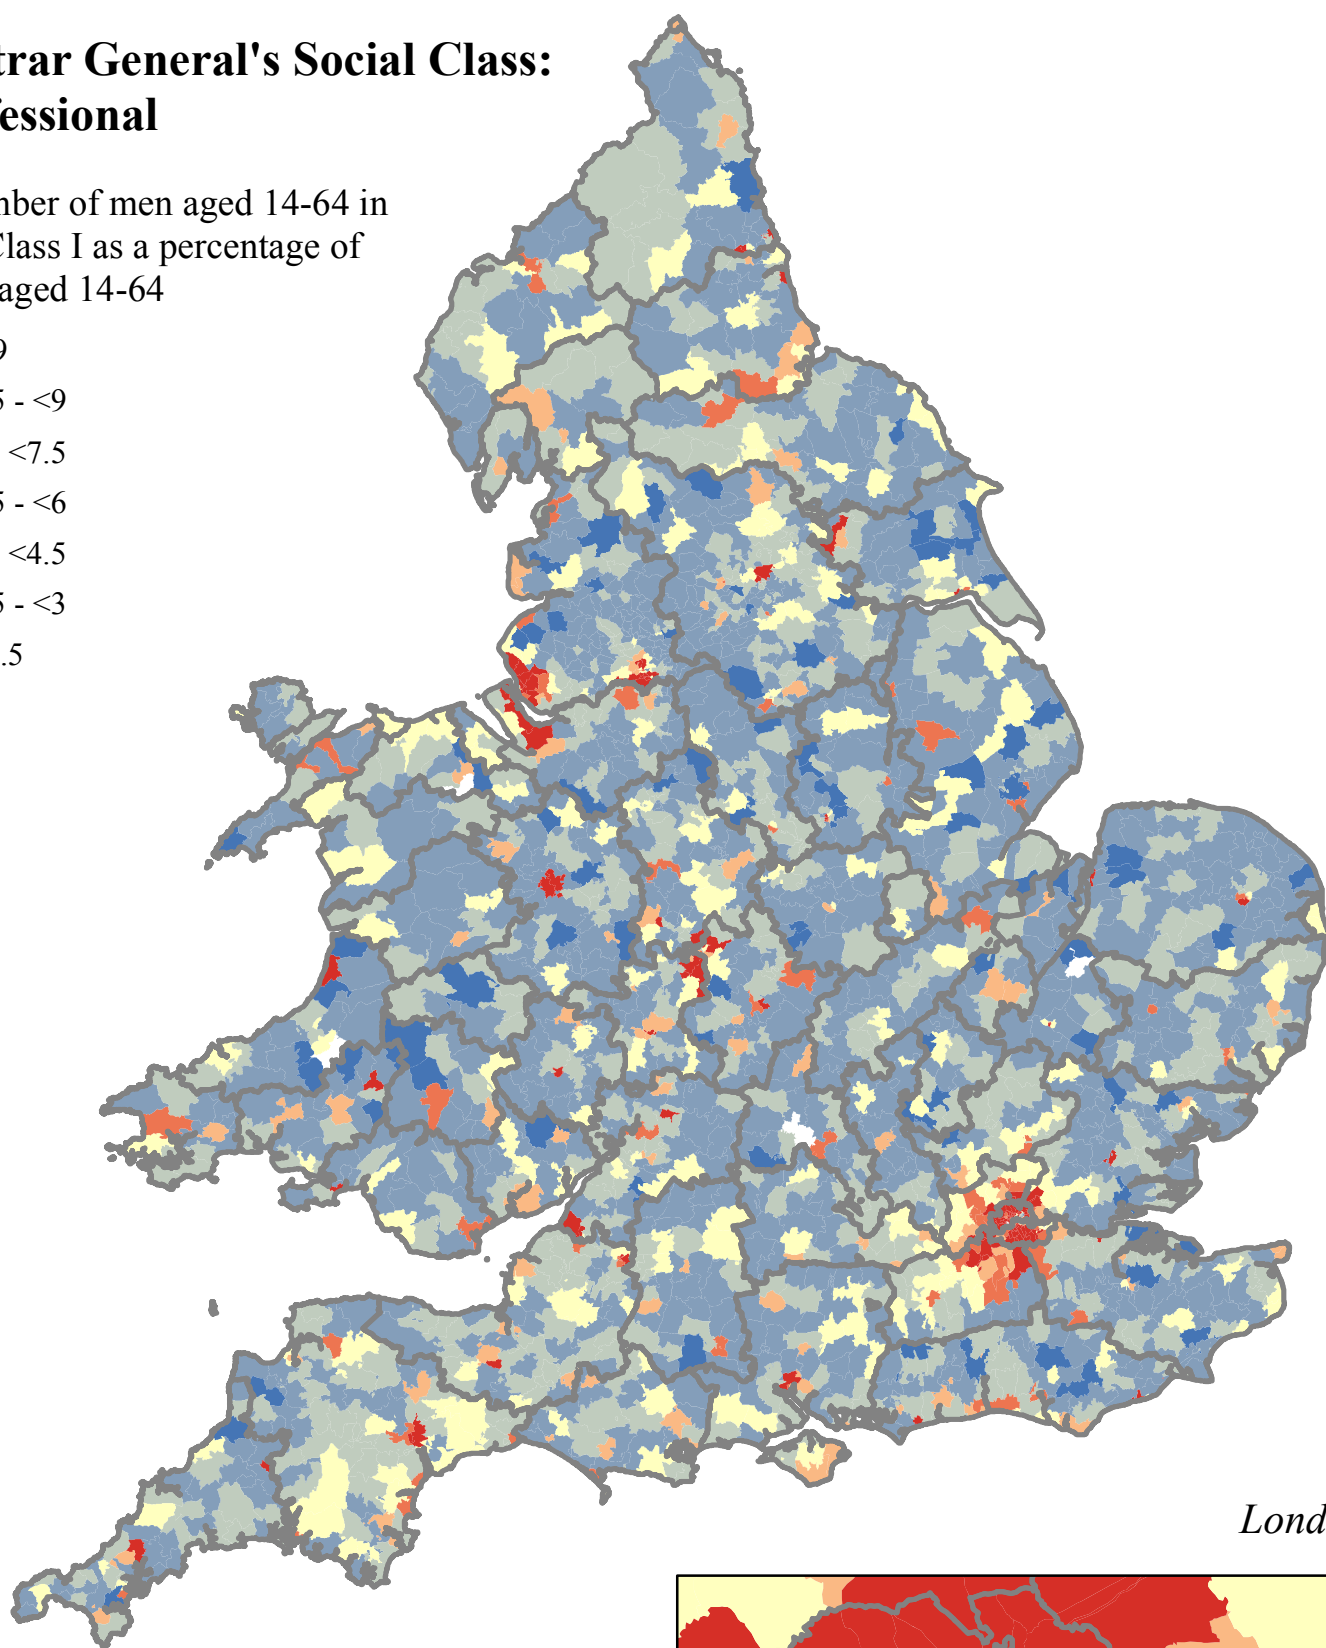 trar General's Social Class:
fessional
nber of men aged 14-64 in
Class I as a percentage of
aged 14-64
9
5 - <9
<7.5
5 - <6
<4.5
5 - <3
.5
Lond